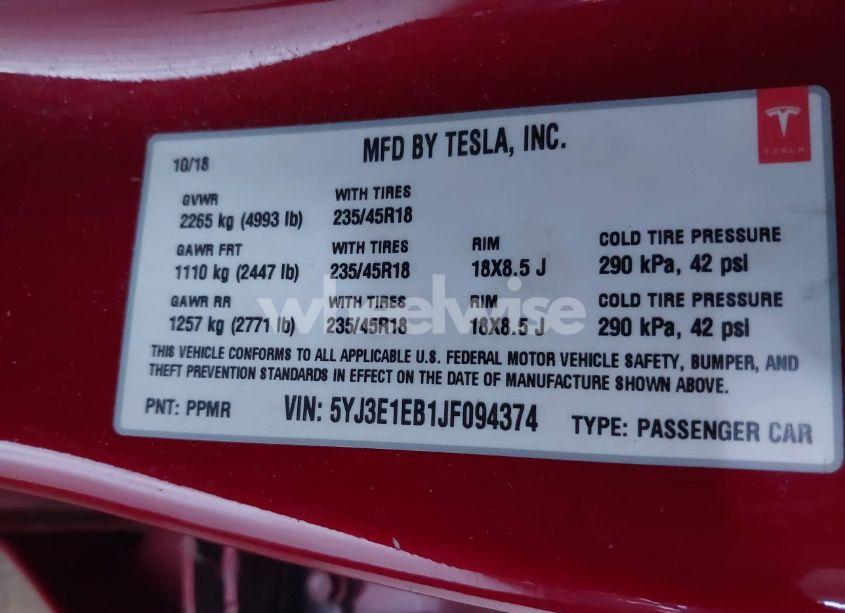 MFD BY TESLA, INC.
TESLA
10/18
GVWR WITH TIRES
2265 kg (4993 lb) 235/45R18
GAWR FRT WITH TIRES RIM COLD TIRE PRESSURE
1110 kg (2447 lb) 235/45R18 18X8.5 J 290 kPa, 42 psi
GAWR RR WITH TIRES RIM COLD TIRE PRESSURE
1257 kg (2771 lb) 235/45R18 18X8.5 J 290 kPa, 42 psi
wheelwise
THIS VEHICLE CONFORMS TO ALL APPLICABLE U.S. FEDERAL MOTOR VEHICLE SAFETY, BUMPER, AND
THEFT PREVENTION STANDARDS IN EFFECT ON THE DATE OF MANUFACTURE SHOWN ABOVE.
PNT: PPMR VIN: 5YJ3E1EB1JF094374 TYPE: PASSENGER CAR